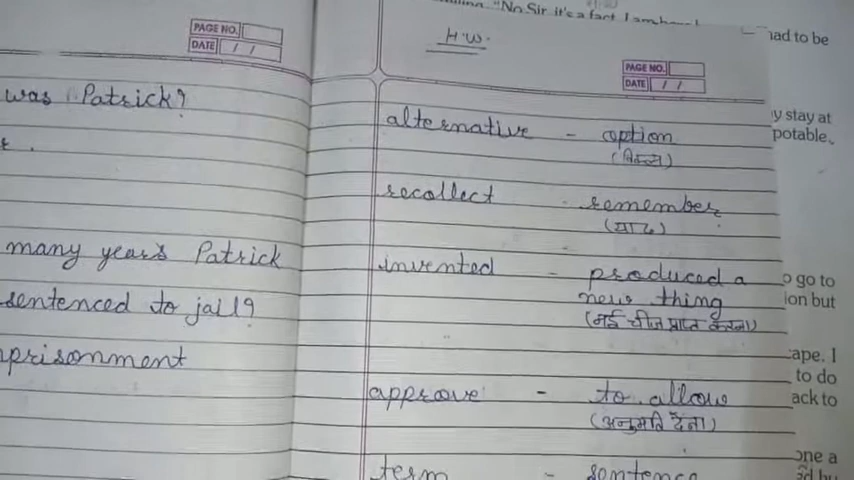 "No Sir, it's a fact. I am
had to be
PAGE NO.
DATE / /
was Patrick?
r.
many years Patrick
sentenced to jail?
prisonment
H.W.
PAGE NO.
DATE / /
alternative - option
(विकल्प)
recollect - remember
(याद)
invented - produced a
new thing
(नई चीज प्राप्त करना)
approve - to allow
(अनुमति देना)
term - sentence
y stay at
potable.
o go to
ion but
ape. I
to do
ack to
one a